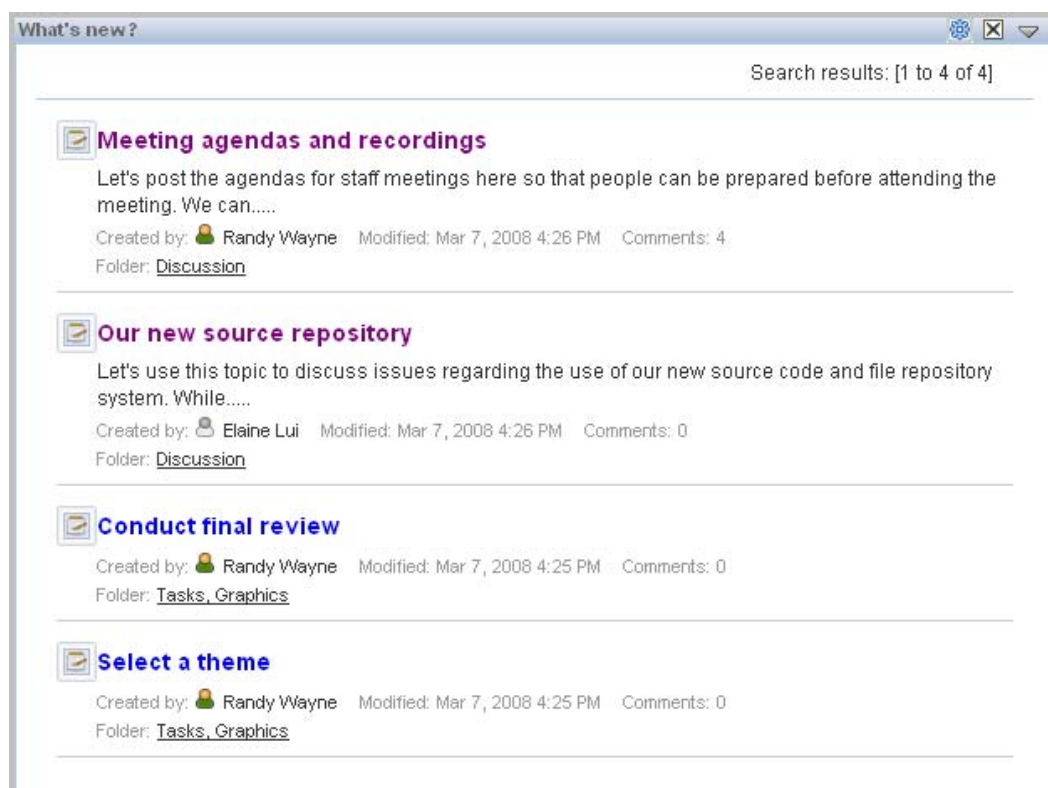 What's new?
Search results: [1 to 4 of 4]
Meeting agendas and recordings
Let's post the agendas for staff meetings here so that people can be prepared before attending the
meeting. We can.....
Created by: Randy Wayne Modified: Mar 7, 2008 4:26 PM Comments: 4
Folder: Discussion
Our new source repository
Let's use this topic to discuss issues regarding the use of our new source code and file repository
system. While.....
Created by: Elaine Lui Modified: Mar 7, 2008 4:26 PM Comments: 0
Folder: Discussion
Conduct final review
Created by: Randy Wayne Modified: Mar 7, 2008 4:25 PM Comments: 0
Folder: Tasks, Graphics
Select a theme
Created by: Randy Wayne Modified: Mar 7, 2008 4:25 PM Comments: 0
Folder: Tasks, Graphics